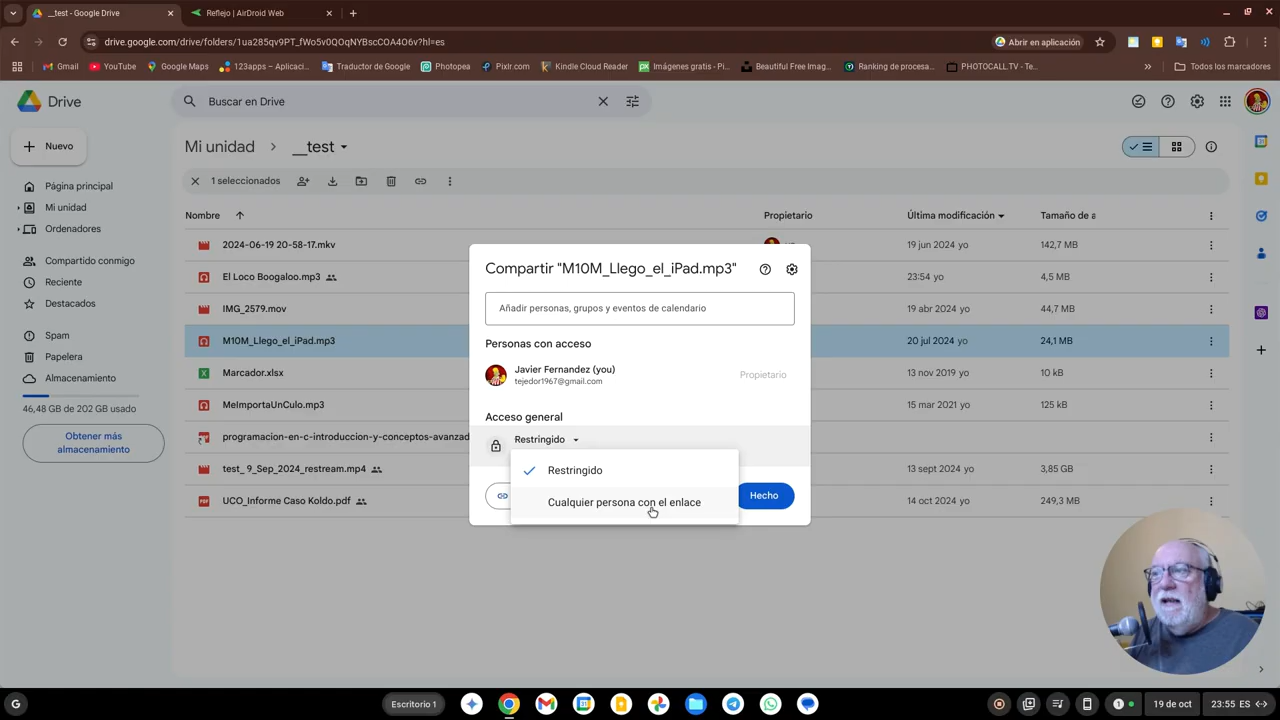 __test - Google Drive
Reflejo | AirDroid Web
drive.google.com/drive/folders/1ua285qv9PT_fWo5v0QOqNYBscCOA4O6v?hl=es
Abrir en aplicación
Gmail
YouTube
Google Maps
123apps – Aplicaci...
Traductor de Google
Photopea
Pixlr.com
Kindle Cloud Reader
Imágenes gratis - Pi...
Beautiful Free Imag...
Ranking de procesa...
PHOTOCALL.TV - Te...
Todos los marcadores
Drive
Buscar en Drive
Nuevo
Mi unidad
__test
1 seleccionados
Página principal
Mi unidad
Ordenadores
Compartido conmigo
Reciente
Destacados
Spam
Papelera
Almacenamiento
46,48 GB de 202 GB usado
Obtener más
almacenamiento
Nombre
Propietario
Última modificación
Tamaño de a
2024-06-19 20-58-17.mkv
yo
19 jun 2024 yo
142,7 MB
El Loco Boogaloo.mp3
23:54 yo
4,5 MB
IMG_2579.mov
19 abr 2024 yo
44,7 MB
M10M_Llego_el_iPad.mp3
20 jul 2024 yo
24,1 MB
Marcador.xlsx
13 nov 2019 yo
10 kB
MeImportaUnCulo.mp3
15 mar 2021 yo
125 kB
programacion-en-c-introduccion-y-conceptos-avanzad
test_ 9_Sep_2024_restream.mp4
13 sept 2024 yo
3,85 GB
UCO_Informe Caso Koldo.pdf
14 oct 2024 yo
249,3 MB
Compartir "M10M_Llego_el_iPad.mp3"
Añadir personas, grupos y eventos de calendario
Personas con acceso
Javier Fernandez (you)
tejedor1967@gmail.com
Propietario
Acceso general
Restringido
Restringido
Cualquier persona con el enlace
Hecho
G
Escritorio 1
1
19 de oct
23:55 ES